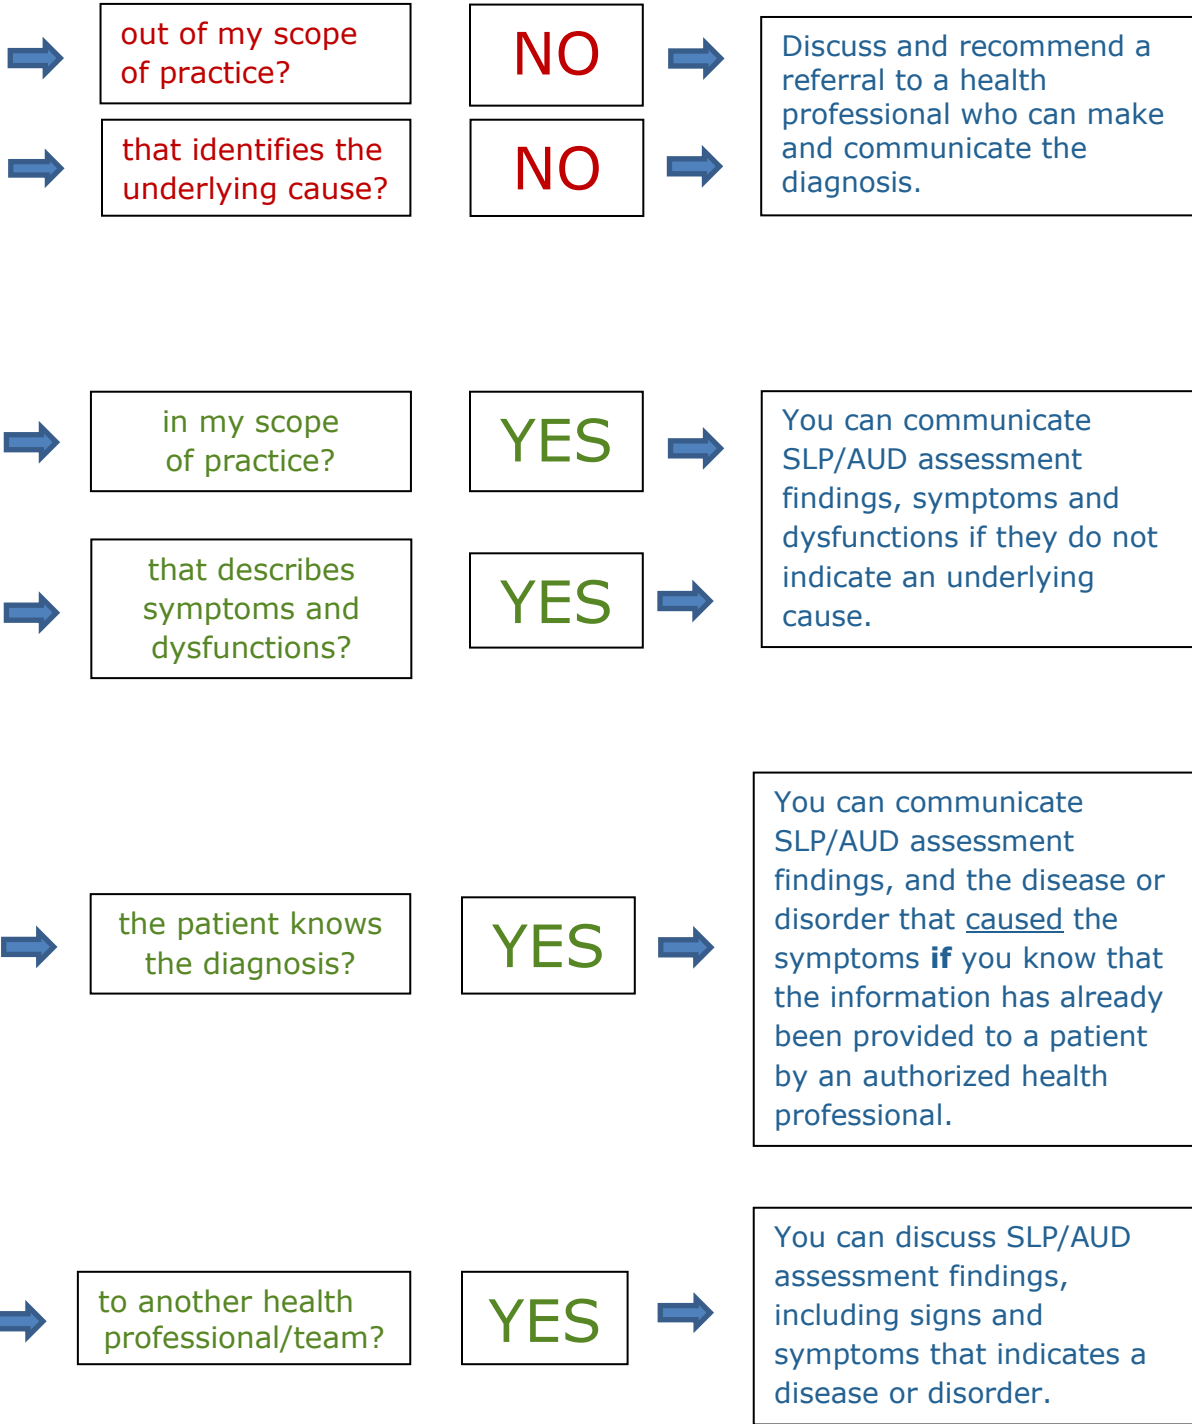 out of my scope
of practice?
NO
Discuss and recommend a
referral to a health
professional who can make
and communicate the
diagnosis.
that identifies the
underlying cause?
NO
in my scope
of practice?
YES
You can communicate
SLP/AUD assessment
findings, symptoms and
dysfunctions if they do not
indicate an underlying
cause.
that describes
symptoms and
dysfunctions?
YES
the patient knows
the diagnosis?
YES
You can communicate
SLP/AUD assessment
findings, and the disease or
disorder that caused the
symptoms if you know that
the information has already
been provided to a patient
by an authorized health
professional.
to another health
professional/team?
YES
You can discuss SLP/AUD
assessment findings,
including signs and
symptoms that indicates a
disease or disorder.